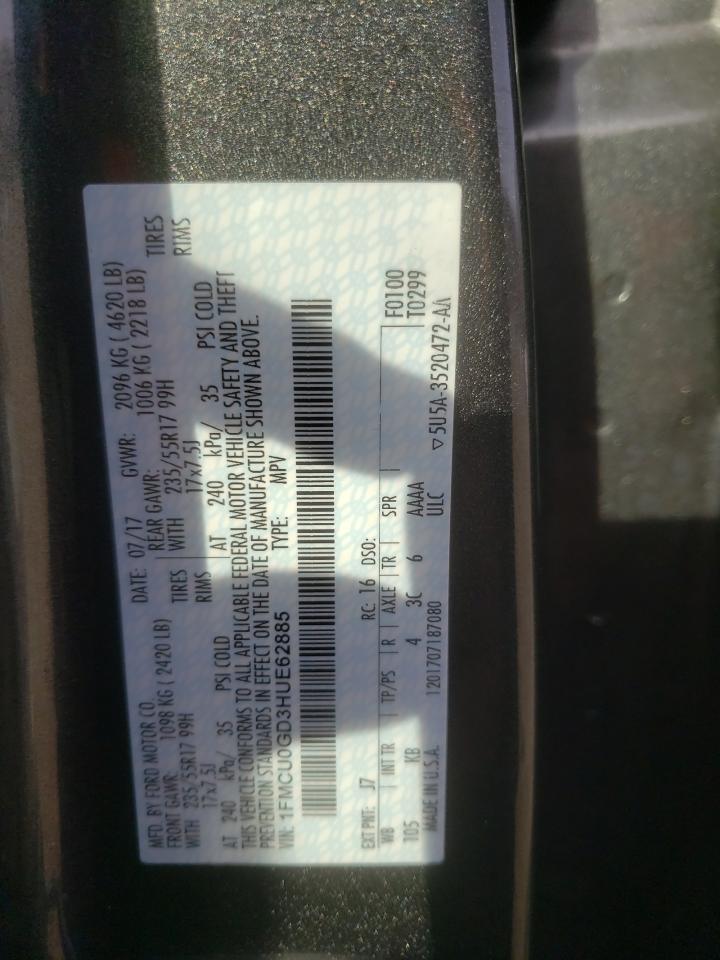 MFD BY FORD MOTOR CO. DATE: 07/17 GVWR: 2096 KG ( 4620 LB)
FRONT GAWR: 1098 KG ( 2420 LB) REAR GAWR: 1006 KG ( 2218 LB)
WITH 235/55R17 99H TIRES WITH 235/55R17 99H TIRES
17x7.5J RIMS 17x7.5J RIMS
AT 240 kPa/ 35 PSI COLD AT 240 kPa/ 35 PSI COLD
THIS VEHICLE CONFORMS TO ALL APPLICABLE FEDERAL MOTOR VEHICLE SAFETY AND THEFT
PREVENTION STANDARDS IN EFFECT ON THE DATE OF MANUFACTURE SHOWN ABOVE.
VIN: 1FMCU0GD3HUE62885 TYPE: MPV
EXT PNT: J7 RC: 16 DSO: F0100
WB INT TR TP/PS R AXLE TR SPR T0299
105 KB 4 3C 6 AAAA
MADE IN U.S.A. 1201707187080 ULC ▽5U5A-3520472-AA